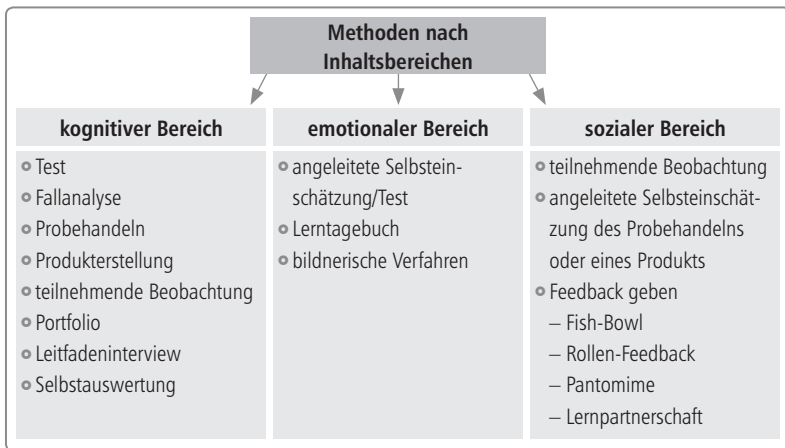 Methoden nach
Inhaltsbereichen
kognitiver Bereich
Test
Fallanalyse
Probehandeln
Produkterstellung
teilnehmende Beobachtung
Portfolio
Leitfadeninterview
Selbstauswertung
emotionaler Bereich
angeleitete Selbstein-
schätzung/Test
Lerntagebuch
bildnerische Verfahren
sozialer Bereich
teilnehmende Beobachtung
angeleitete Selbsteinschät-
zung des Probehandelns
oder eines Produkts
Feedback geben
– Fish-Bowl
– Rollen-Feedback
– Pantomime
– Lernpartnerschaft